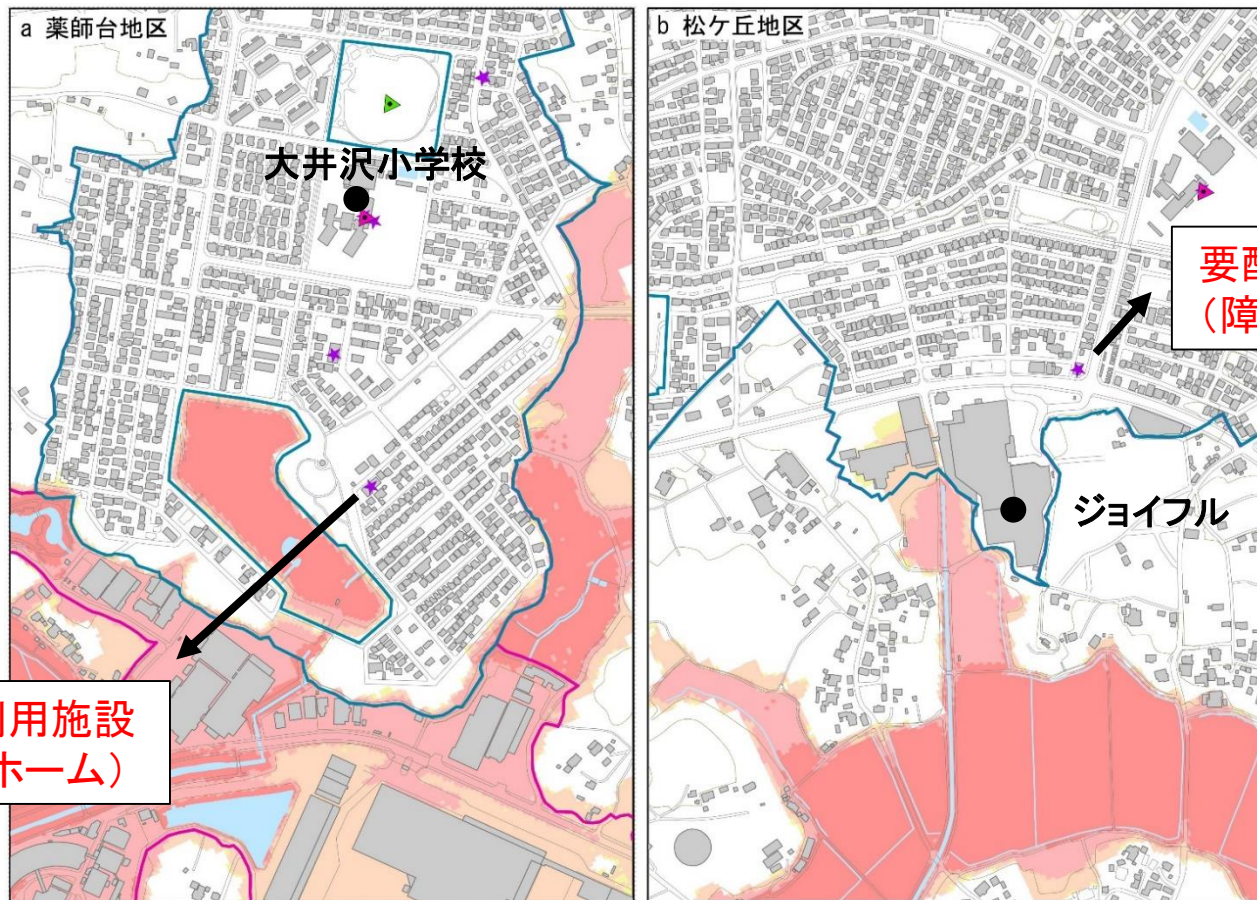 a 薬師台地区
大井沢小学校
利用施設
ホーム）
b 松ケ丘地区
要配
（障
ジョイフル